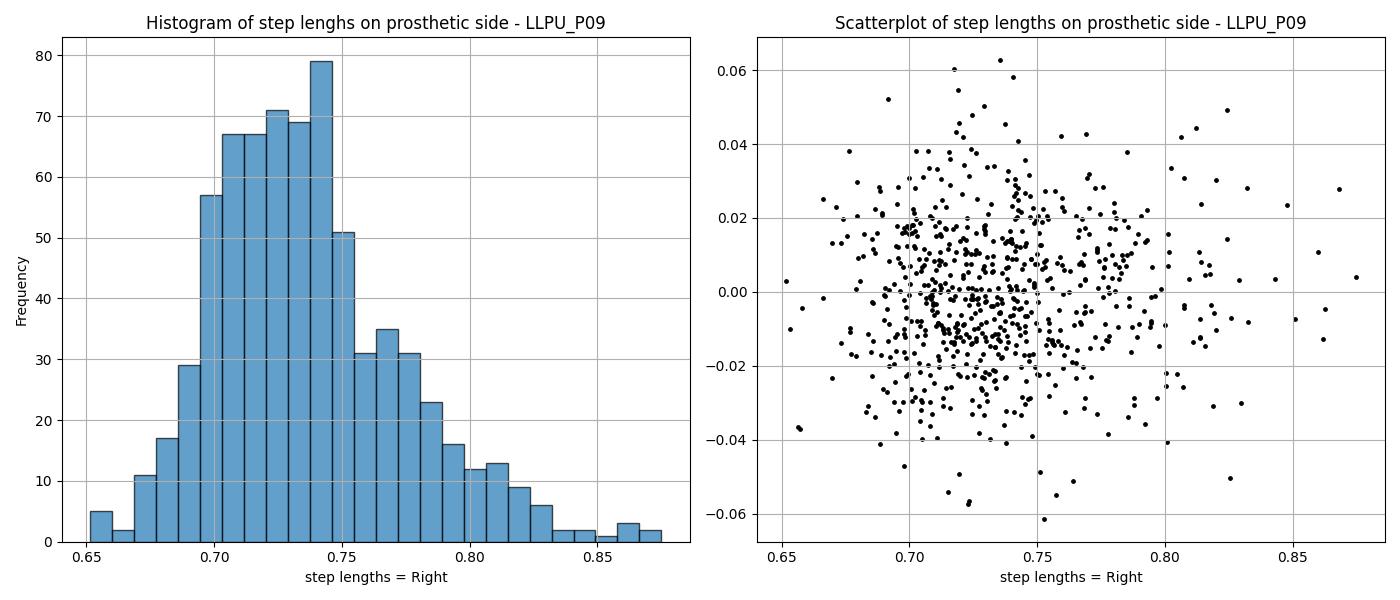 Histogram of step lenghs on prosthetic side - LLPU_P09
Frequency
80
70
60
50
40
30
20
10
0
0.65 0.70 0.75 0.80 0.85
step lengths = Right
Scatterplot of step lengths on prosthetic side - LLPU_P09
0.06
0.04
0.02
0.00
−0.02
−0.04
−0.06
0.65 0.70 0.75 0.80 0.85
step lengths = Right